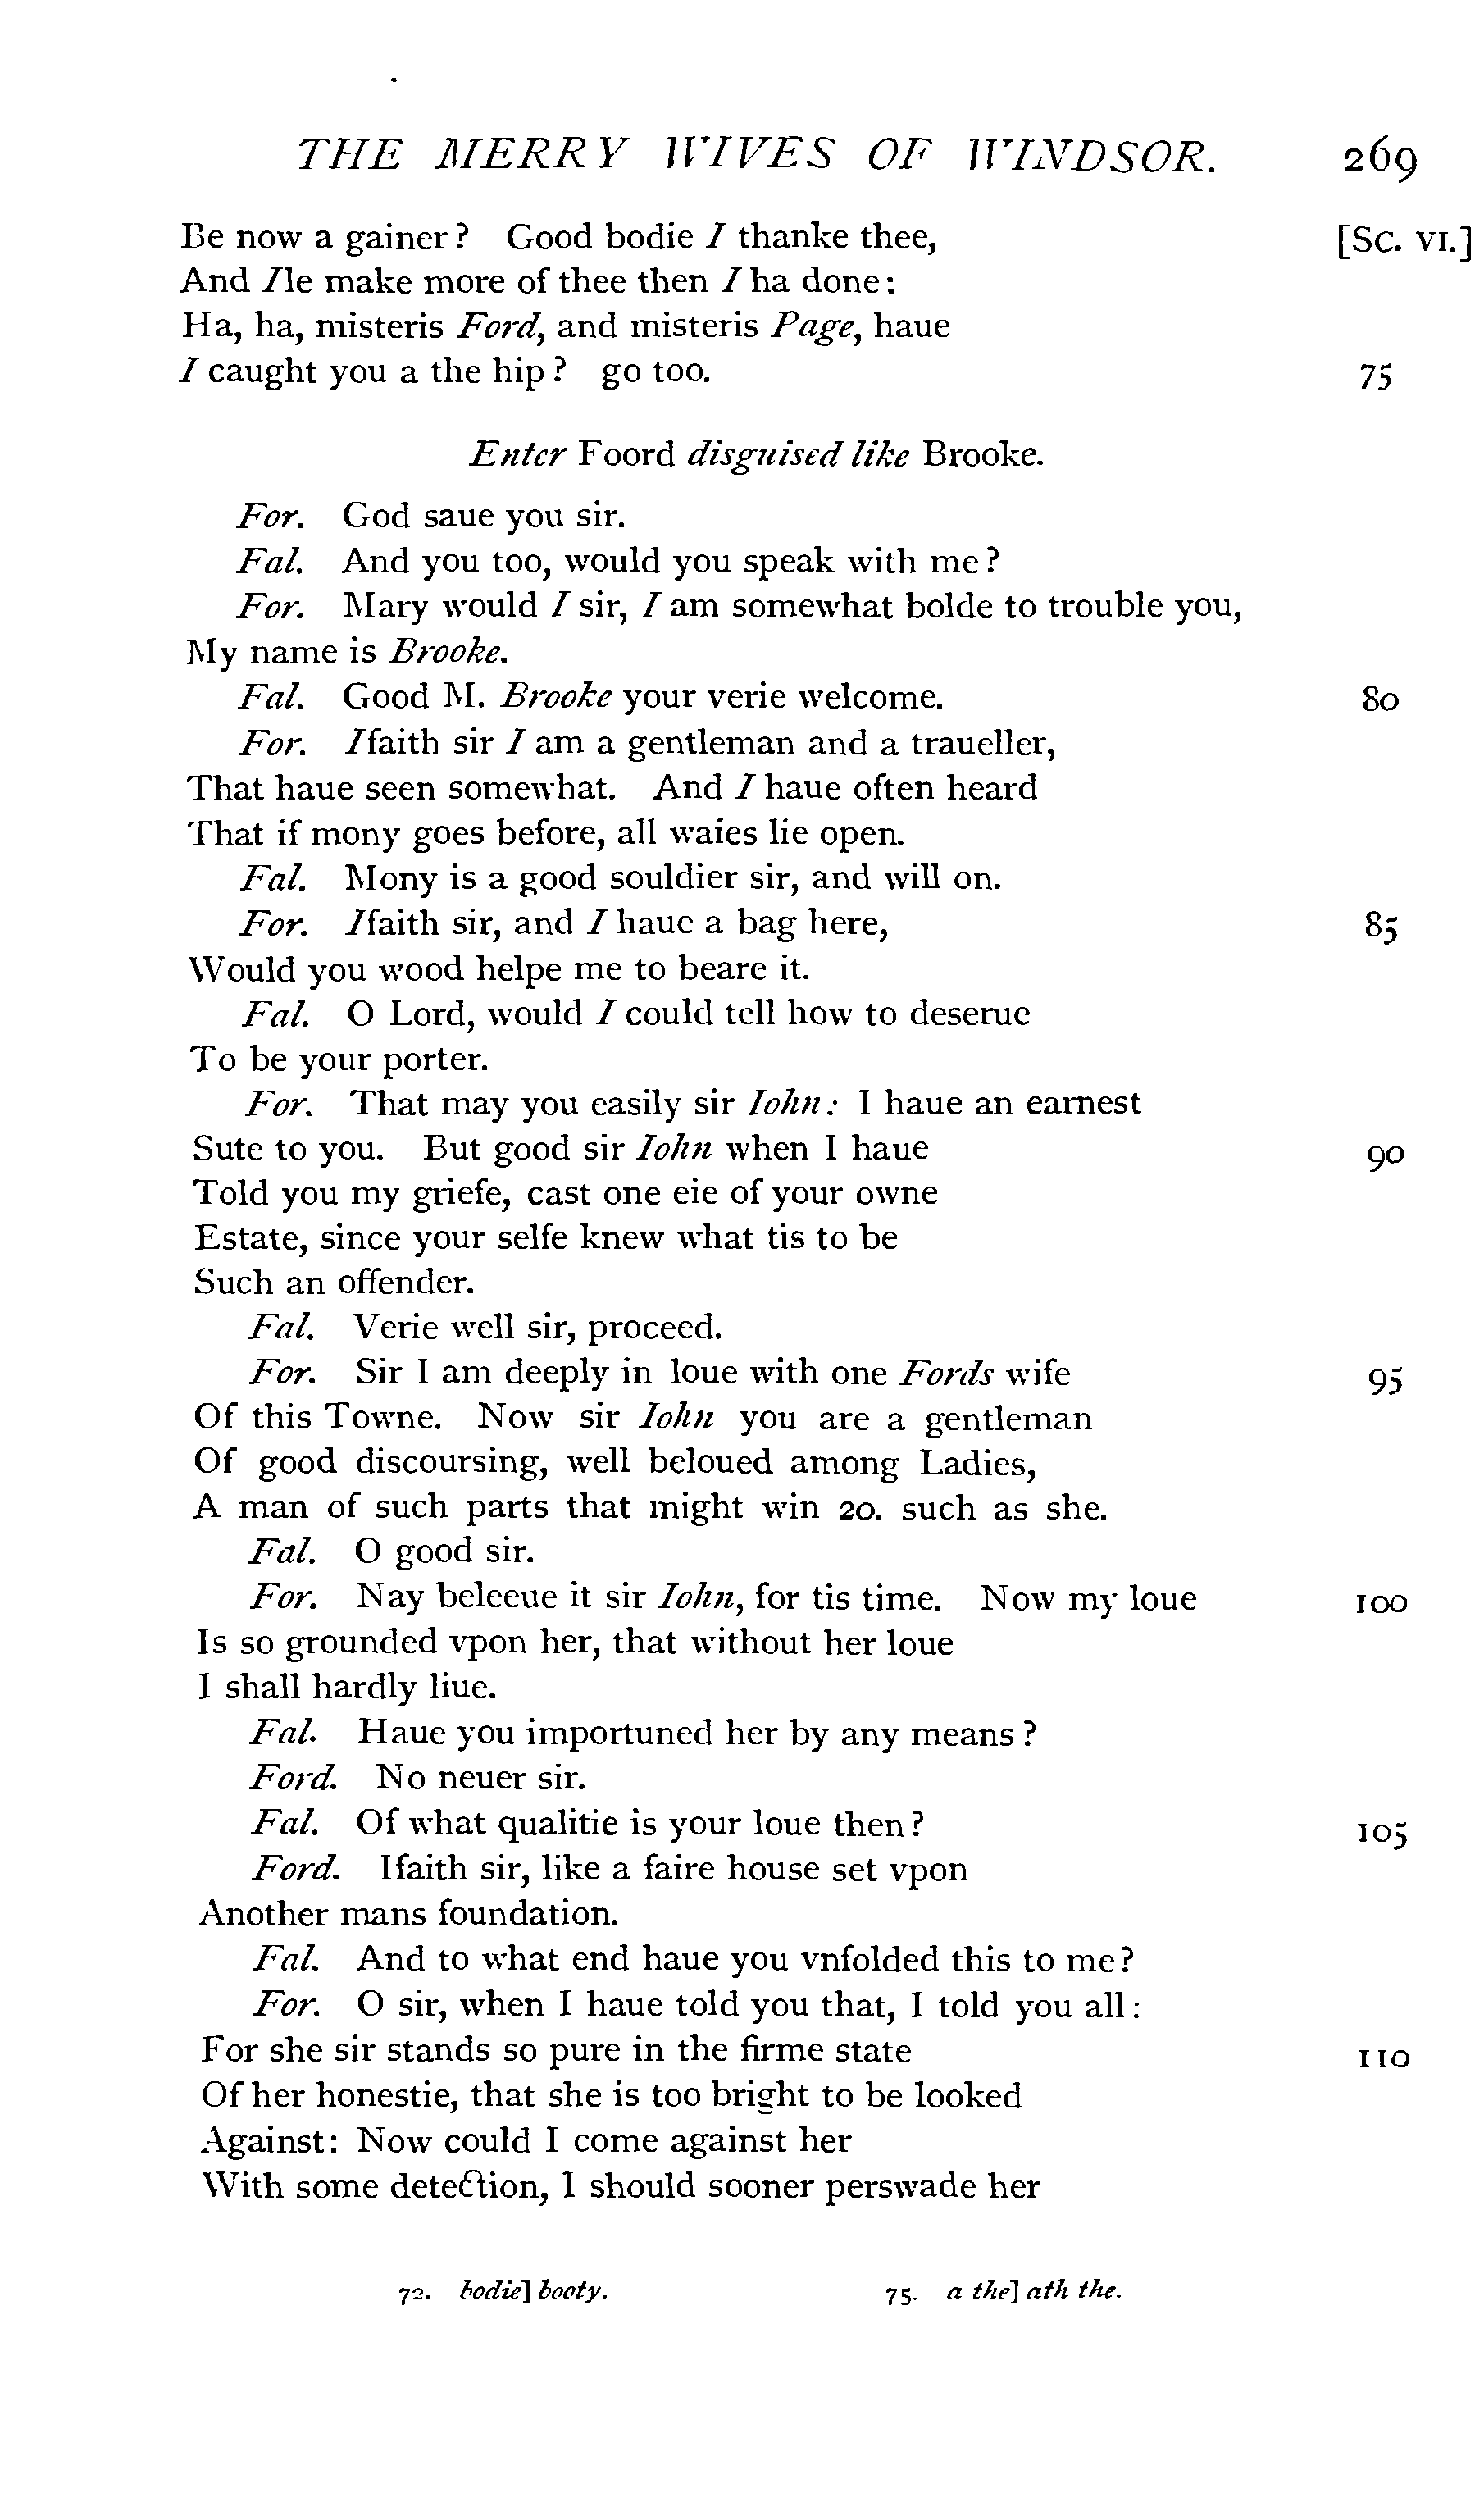 THE MERRY WIVES OF WINDSOR. 269
Be now a gainer? Good bodie I thanke thee, [Sc. VI.]
And Ile make more of thee then I ha done:
Ha, ha, misteris Ford, and misteris Page, haue
I caught you a the hip? go too. 75
Enter Foord disguised like Brooke.
For. God saue you sir.
Fal. And you too, would you speak with me?
For. Mary would I sir, I am somewhat bolde to trouble you,
My name is Brooke.
Fal. Good M. Brooke your verie welcome. 80
For. Ifaith sir I am a gentleman and a traueller,
That haue seen somewhat. And I haue often heard
That if mony goes before, all waies lie open.
Fal. Mony is a good souldier sir, and will on.
For. Ifaith sir, and I haue a bag here, 85
Would you wood helpe me to beare it.
Fal. O Lord, would I could tell how to deserue
To be your porter.
For. That may you easily sir Iohn: I haue an earnest
Sute to you. But good sir Iohn when I haue 90
Told you my griefe, cast one eie of your owne
Estate, since your selfe knew what tis to be
Such an offender.
Fal. Verie well sir, proceed.
For. Sir I am deeply in loue with one Fords wife 95
Of this Towne. Now sir Iohn you are a gentleman
Of good discoursing, well beloued among Ladies,
A man of such parts that might win 20. such as she.
Fal. O good sir.
For. Nay beleeue it sir Iohn, for tis time. Now my loue 100
Is so grounded vpon her, that without her loue
I shall hardly liue.
Fal. Haue you importuned her by any means?
Ford. No neuer sir.
Fal. Of what qualitie is your loue then? 105
Ford. Ifaith sir, like a faire house set vpon
Another mans foundation.
Fal. And to what end haue you vnfolded this to me?
For. O sir, when I haue told you that, I told you all:
For she sir stands so pure in the firme state 110
Of her honestie, that she is too bright to be looked
Against: Now could I come against her
With some detection, I should sooner perswade her
72. bodie] booty. 75. a the] ath the.